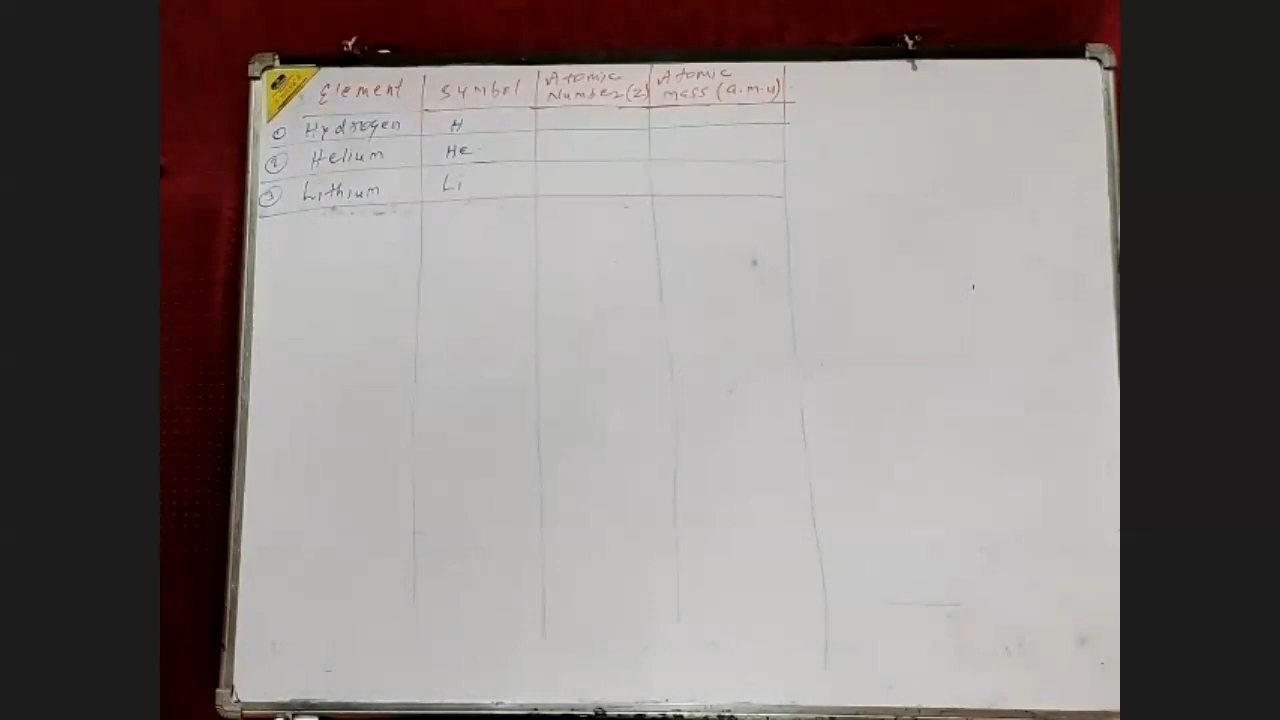 Element Symbol Atomic Number (Z) Atomic mass (a.m.u)
① Hydrogen H
② Helium He
③ Lithium Li